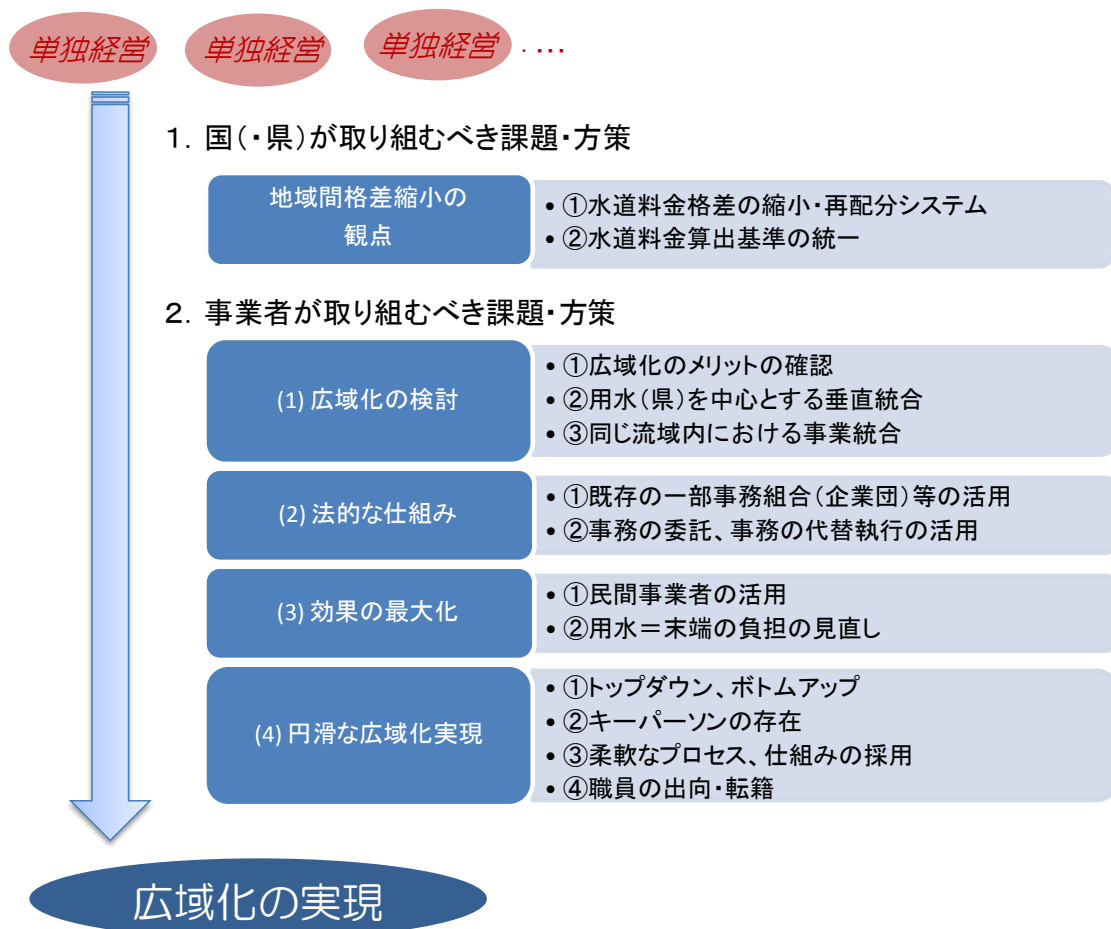 単独経営 単独経営 単独経営 ・…
1．国（・県）が取り組むべき課題・方策
地域間格差縮小の
観点
• ①水道料金格差の縮小・再配分システム
• ②水道料金算出基準の統一
2．事業者が取り組むべき課題・方策
(1) 広域化の検討
• ①広域化のメリットの確認
• ②用水（県）を中心とする垂直統合
• ③同じ流域内における事業統合
(2) 法的な仕組み
• ①既存の一部事務組合（企業団）等の活用
• ②事務の委託、事務の代替執行の活用
(3) 効果の最大化
• ①民間事業者の活用
• ②用水＝末端の負担の見直し
(4) 円滑な広域化実現
• ①トップダウン、ボトムアップ
• ②キーパーソンの存在
• ③柔軟なプロセス、仕組みの採用
• ④職員の出向・転籍
広域化の実現